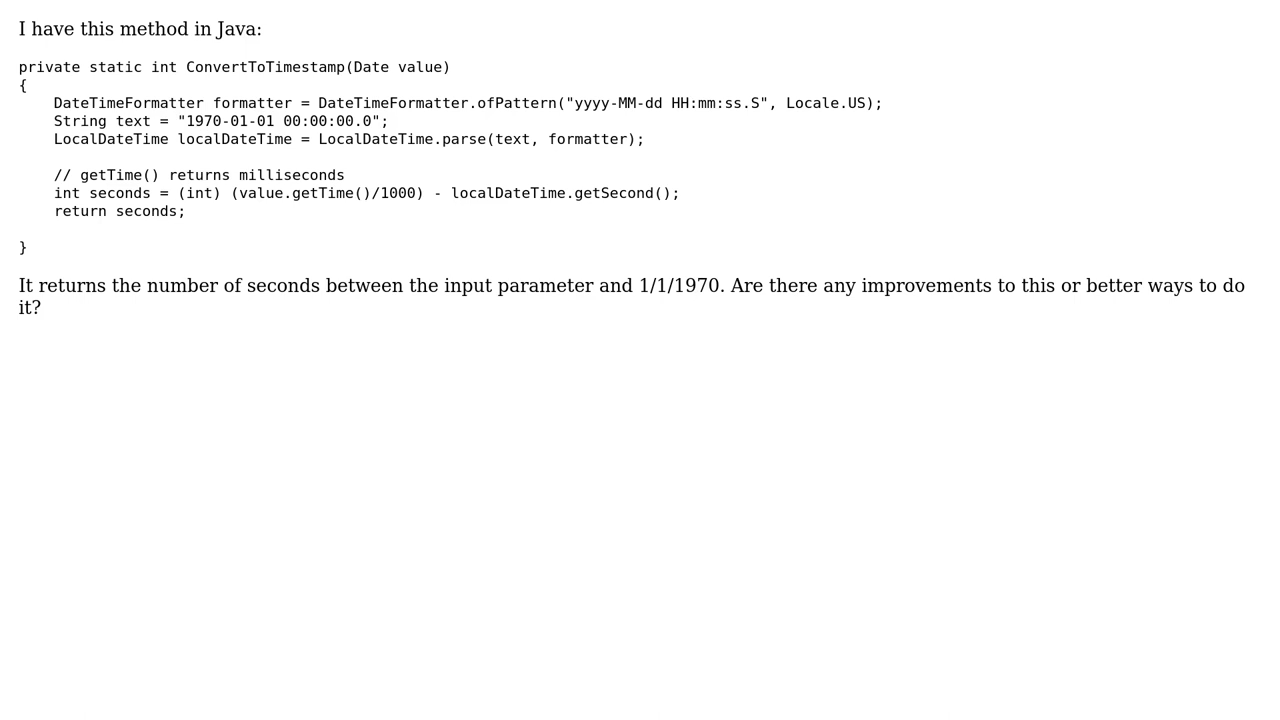 I have this method in Java:
private static int ConvertToTimestamp(Date value)
{
    DateTimeFormatter formatter = DateTimeFormatter.ofPattern("yyyy-MM-dd HH:mm:ss.S", Locale.US);
    String text = "1970-01-01 00:00:00.0";
    LocalDateTime localDateTime = LocalDateTime.parse(text, formatter);
    // getTime() returns milliseconds
    int seconds = (int) (value.getTime()/1000) - localDateTime.getSecond();
    return seconds;
}
It returns the number of seconds between the input parameter and 1/1/1970. Are there any improvements to this or better ways to do
it?